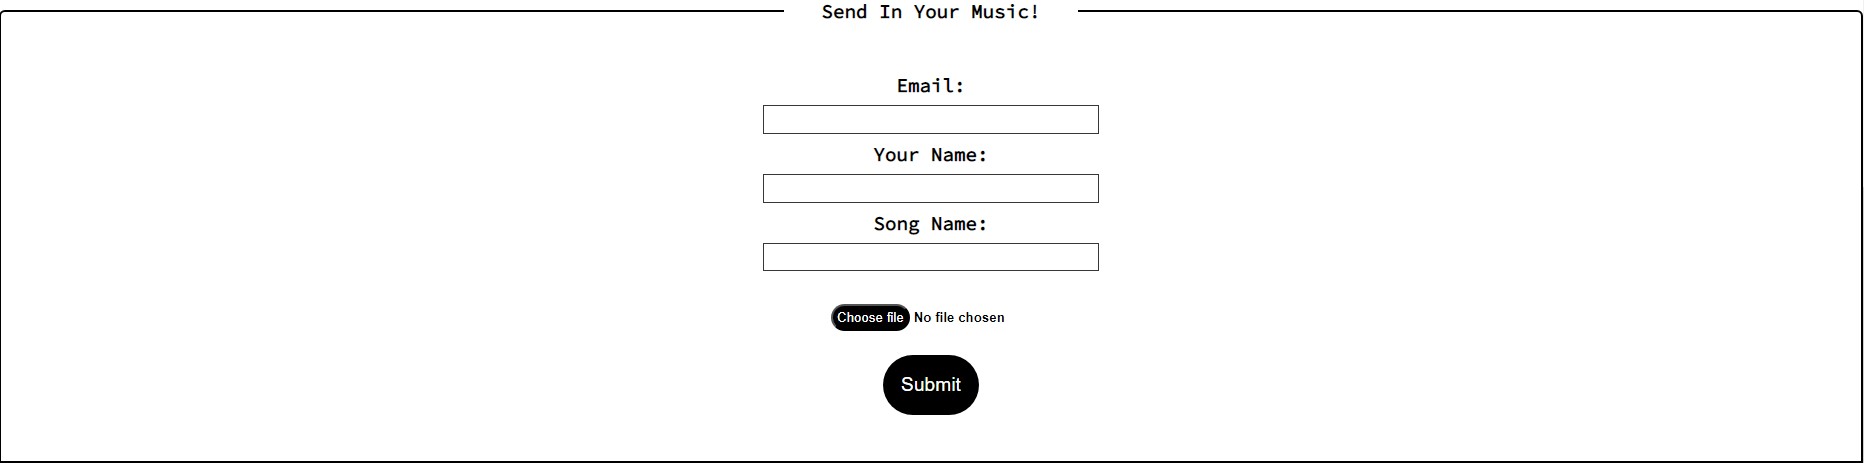 Send In Your Music!
Email:
Your Name:
Song Name:
Choose file No file chosen
Submit